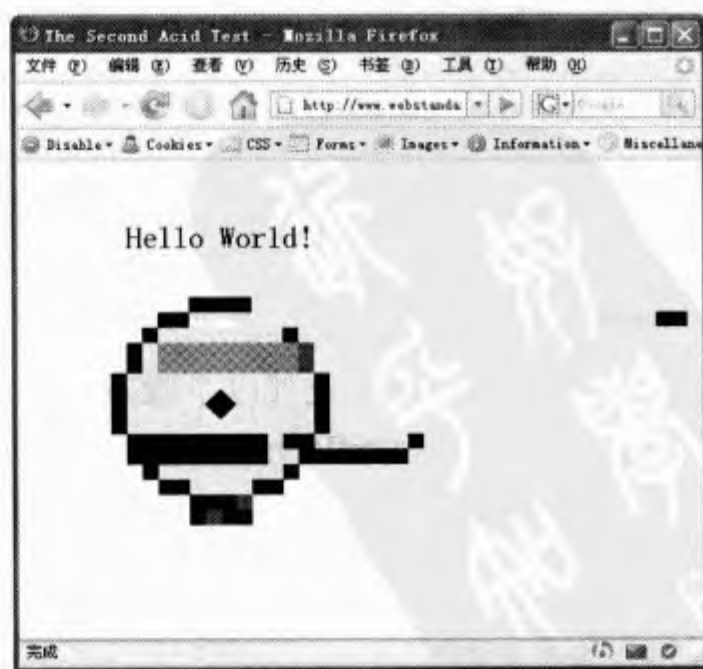 The Second Acid Test - Mozilla Firefox
文件 (F) 编辑 (E) 查看 (V) 历史 (S) 书签 (B) 工具 (T) 帮助 (H)
http://www.webstanda
Disable Cookies CSS Forms Images Information Miscellane
Hello World!
完成